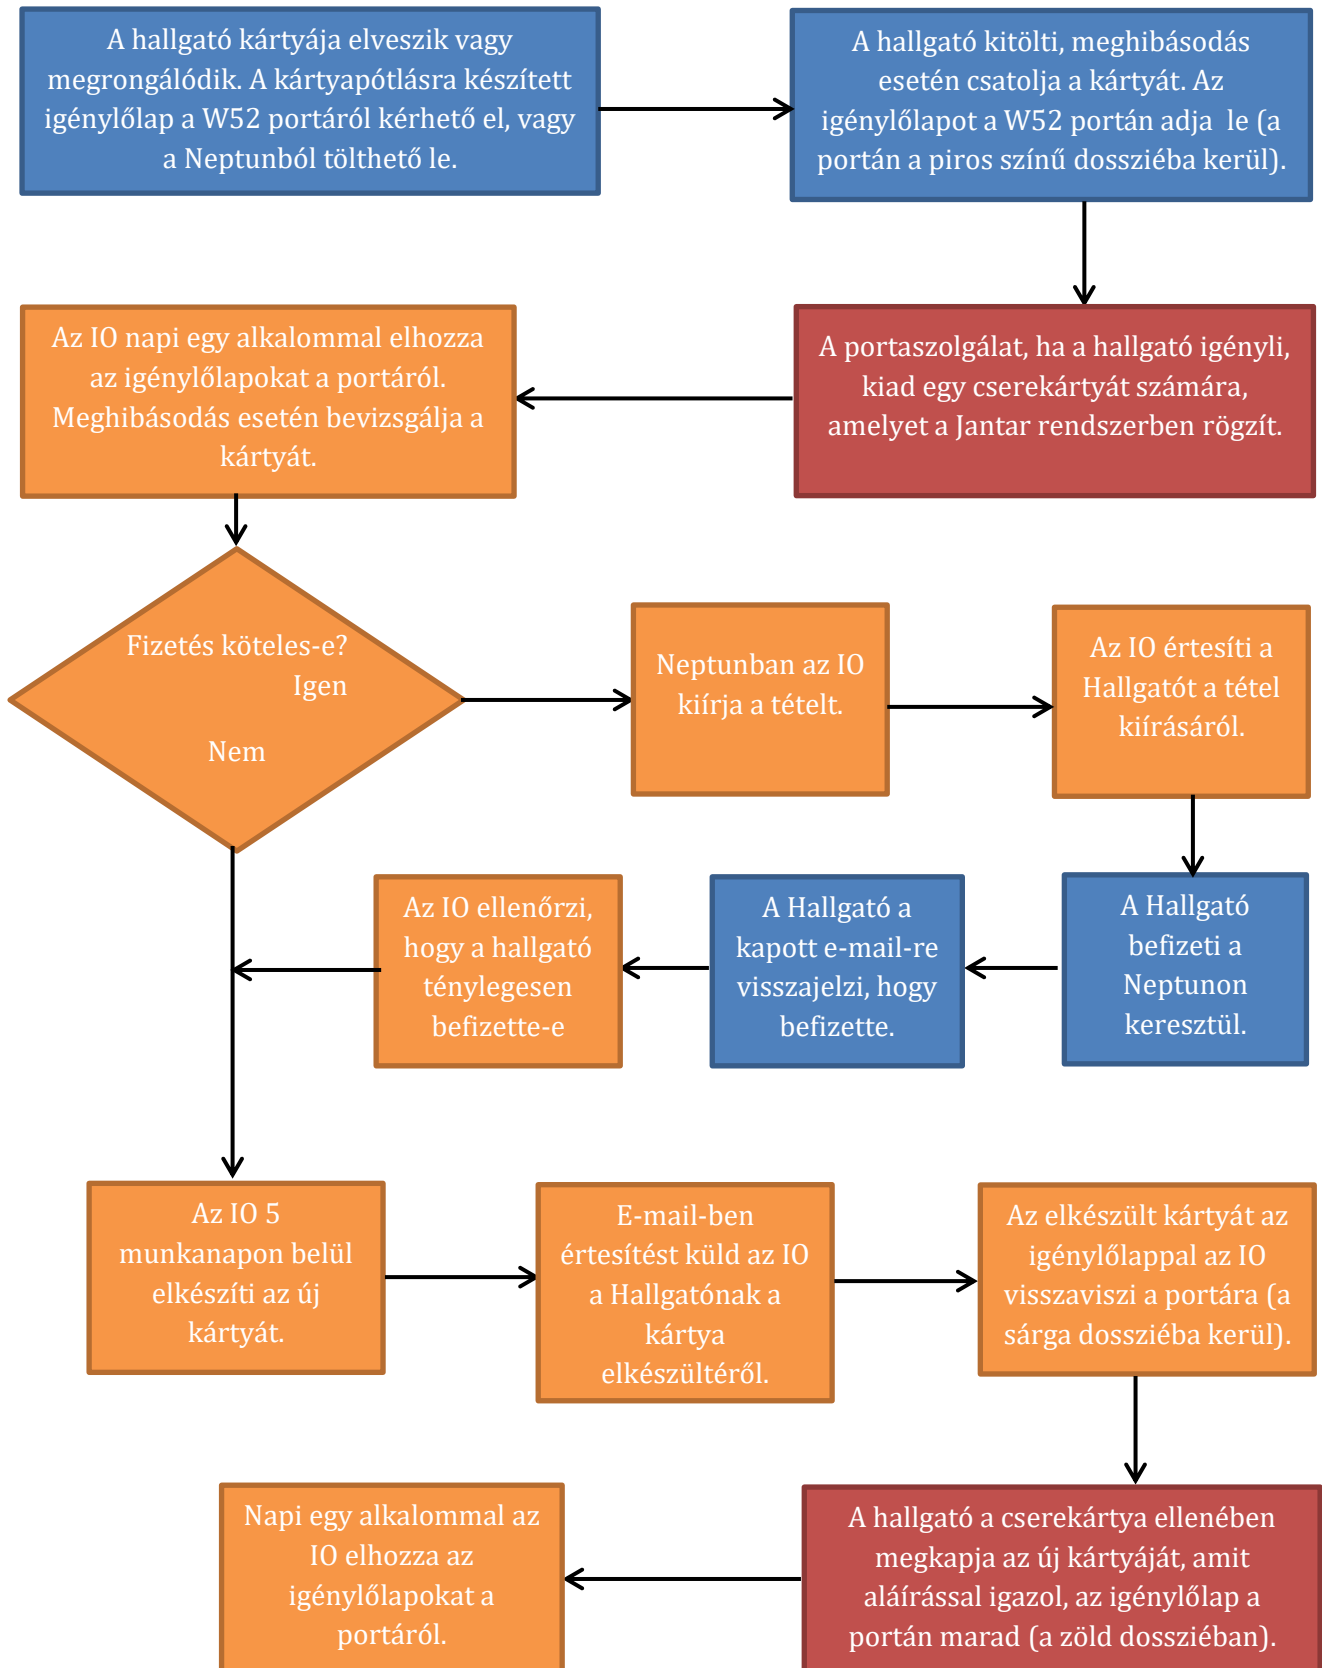 A hallgató kártyája elveszik vagy
megrongálódik. A kártyapótlásra készített
igénylőlap a W52 portáról kérhető el, vagy
a Neptunból tölthető le.
A hallgató kitölti, meghibásodás
esetén csatolja a kártyát. Az
igénylőlapot a W52 portán adja le (a
portán a piros színű dossziéba kerül).
A portaszolgálat, ha a hallgató igényli,
kiad egy cserekártyát számára,
amelyet a Jantar rendszerben rögzít.
Az IO napi egy alkalommal elhozza
az igénylőlapokat a portáról.
Meghibásodás esetén bevizsgálja a
kártyát.
Fizetés köteles-e?
Igen
Nem
Neptunban az IO
kiírja a tételt.
Az IO értesíti a
Hallgatót a tétel
kiírásáról.
A Hallgató
befizeti a
Neptunon
keresztül.
A Hallgató a
kapott e-mail-re
visszajelzi, hogy
befizette.
Az IO ellenőrzi,
hogy a hallgató
ténylegesen
befizette-e
Az IO 5
munkanapon belül
elkészíti az új
kártyát.
E-mail-ben
értesítést küld az IO
a Hallgatónak a
kártya
elkészültéről.
Az elkészült kártyát az
igénylőlappal az IO
visszaviszi a portára (a
sárga dossziéba kerül).
A hallgató a cserekártya ellenében
megkapja az új kártyáját, amit
aláírással igazol, az igénylőlap a
portán marad (a zöld dossziéban).
Napi egy alkalommal az
IO elhozza az
igénylőlapokat a
portáról.